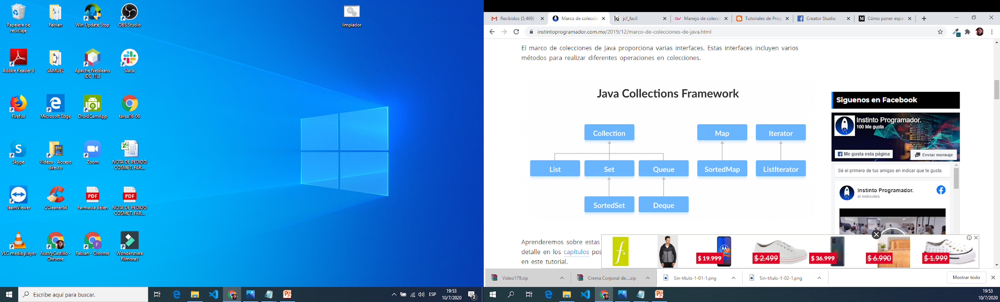 Papelera de
reciclaje
Fabian
Win Update Stop
OBS Studio
limpiador
Adobe Reader 9
SAMUEL
Apache NetBeans
IDE 11.3
Slack
Firefox
Microsoft Edge
DroidCamApp
tarea16-06
Skype
Vídeos - Acceso
directo
Zoom
NOTA DE PEDIDO
COSMET. FAR...
TeamViewer
CCleaner64
PDF
Farmacia Belen
PDF
NOTA DE PEDIDO
COSMET. FAR...
VLC media player
AustryCastillo -
Chrome
F
Fabian - Chrome
Wondershare
Filmora9
Escribe aquí para buscar.
ESP
19:53
10/7/2020
2
Recibidos (5,469) -
Marco de coleccio
lsi
jcf_facil
Manejo de colecci
Tutoriales de Prog
Creator Studio
Cómo poner espac
instintoprogramador.com.mx/2019/12/marco-de-colecciones-de-java.html
El marco de colecciones de Java proporciona varias interfaces. Estas interfaces incluyen varios
métodos para realizar diferentes operaciones en colecciones.
Java Collections Framework
Collection
Map
Iterator
List
Set
Queue
SortedMap
ListIterator
SortedSet
Deque
Siguenos en Facebook
Instinto Programador.
100 Me gusta
Me gusta esta página
Enviar mensaje
Sé el primero de tus amigos en indicar que te gusta.
Instinto Programador.
el miércoles
Aprenderemos sobre estas
detalle en los capítulos pos
en este tutorial.
f.
$ 19.999
$ 2.499
$ 36.999
$ 6.990
$ 1.999
Video179.zip
Crema Corporal de....zip
Sin-título-1-01-1.png
Sin-título-1-02-1.png
Mostrar todo
19:53
10/7/2020